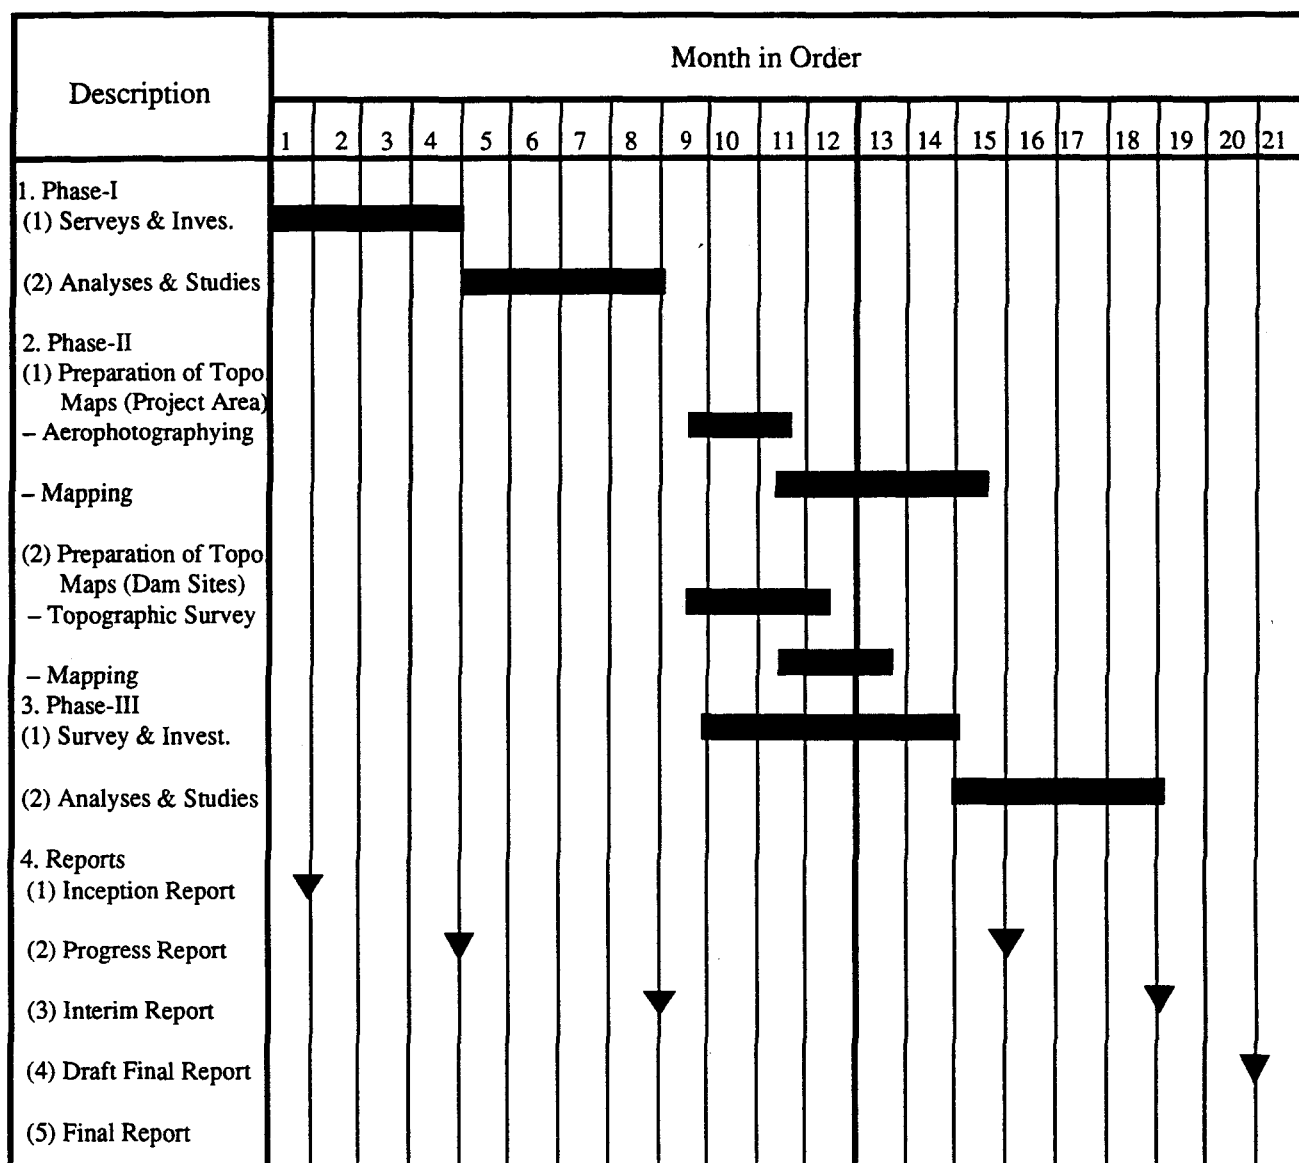 Description
Month in Order
1 2 3 4 5 6 7 8 9 10 11 12 13 14 15 16 17 18 19 20 21
1. Phase-I
(1) Serveys & Inves.
(2) Analyses & Studies
2. Phase-II
(1) Preparation of Topo.
Maps (Project Area)
– Aerophotographying
– Mapping
(2) Preparation of Topo.
Maps (Dam Sites)
– Topographic Survey
– Mapping
3. Phase-III
(1) Survey & Invest.
(2) Analyses & Studies
4. Reports
(1) Inception Report
(2) Progress Report
(3) Interim Report
(4) Draft Final Report
(5) Final Report